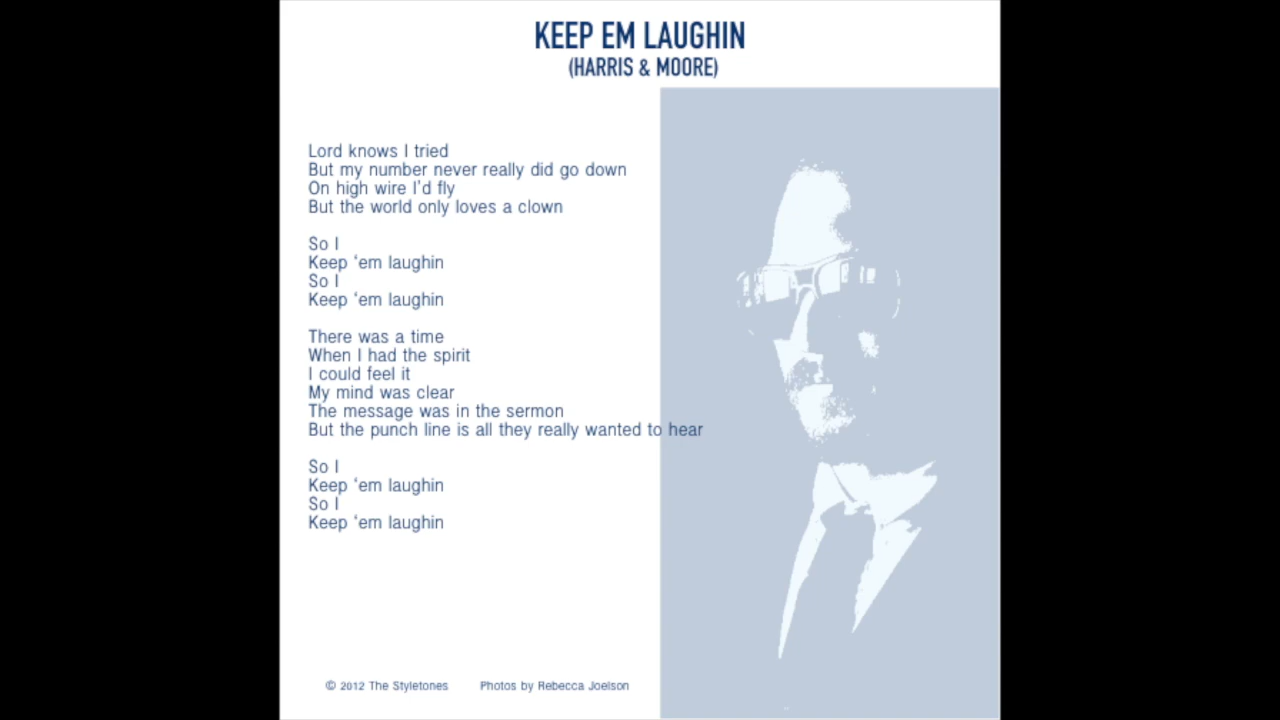 KEEP EM LAUGHIN
(HARRIS & MOORE)
Lord knows I tried
But my number never really did go down
On high wire I'd fly
But the world only loves a clown
So I
Keep ‘em laughin
So I
Keep ‘em laughin
There was a time
When I had the spirit
I could feel it
My mind was clear
The message was in the sermon
But the punch line is all they really wanted to hear
So I
Keep ‘em laughin
So I
Keep ‘em laughin
© 2012 The Styletones Photos by Rebecca Joelson